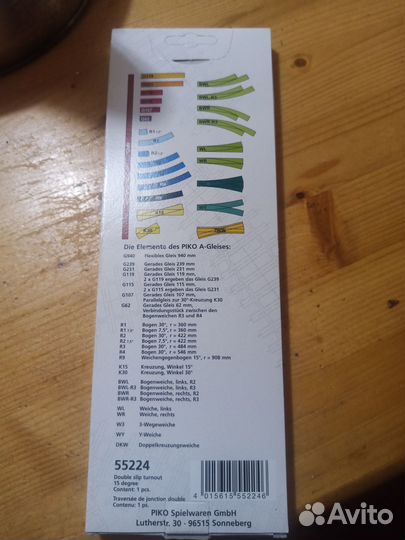 G119
G107
G62
R1 7,5°
R1
R2 7,5°
R9
K15
K30
BWL
BWL-R3
BWR
BWR-R3
WL
WR
W3
DKW
Die Elemente des PIKO A-Gleises:
G940 Flexibles Gleis 940 mm
G239 Gerades Gleis 239 mm
G231 Gerades Gleis 231 mm
G119 Gerades Gleis 119 mm,
2 x G119 ergeben das Gleis G239
G115 Gerades Gleis 115 mm,
2 x G115 ergeben das Gleis G231
G107 Gerades Gleis 107 mm,
Parallelgleis zur 30°-Kreuzung K30
G62 Gerades Gleis 62 mm,
Verbindungsstück zwischen den
Bogenweichen R3 und R4
R1 Bogen 30°, r = 360 mm
R1 7,5° Bogen 7,5°, r = 360 mm
R2 Bogen 30°, r = 422 mm
R2 7,5° Bogen 7,5°, r = 422 mm
R3 Bogen 30°, r = 484 mm
R4 Bogen 30°, r = 546 mm
R9 Weichengegenbogen 15°, r = 908 mm
K15 Kreuzung, Winkel 15°
K30 Kreuzung, Winkel 30°
BWL Bogenweiche, links, R2
BWL-R3 Bogenweiche, links, R3
BWR Bogenweiche, rechts, R2
BWR-R3 Bogenweiche, rechts, R3
WL Weiche, links
WR Weiche, rechts
W3 3-Wegeweiche
WY Y-Weiche
DKW Doppelkreuzungsweiche
55224
Double slip turnout
15 degree
Content: 1 pcs.
Traversée de jonction double
Contenu: 1 ps.
4 015615 552246
PIKO Spielwaren GmbH
Lutherstr. 30 · 96515 Sonneberg
Avito